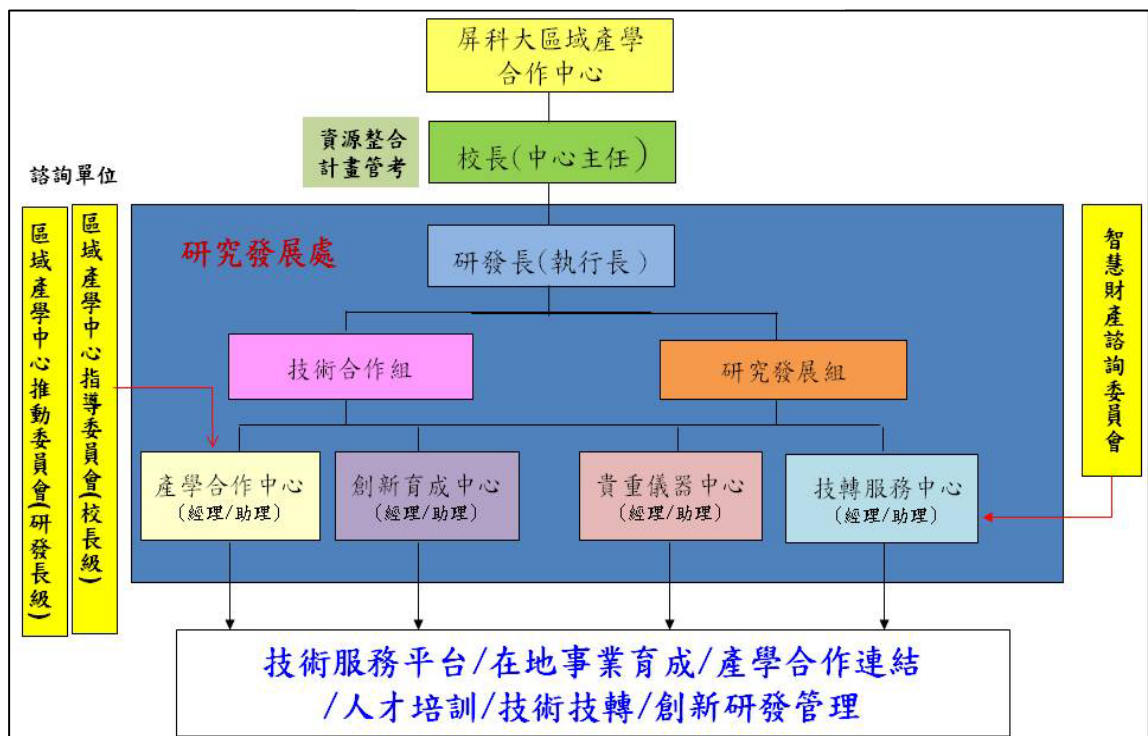 屏科大區域產學
合作中心
資源整合
計畫管考
校長(中心主任)
諮詢單位
區域產學中心推動委員會(研發長級)
區域產學中心指導委員會(校長級)
研究發展處
研發長(執行長)
智慧財產諮詢委員會
技術合作組
研究發展組
產學合作中心
(經理/助理)
創新育成中心
(經理/助理)
貴重儀器中心
(經理/助理)
技轉服務中心
(經理/助理)
技術服務平台/在地事業育成/產學合作連結
/人才培訓/技術技轉/創新研發管理